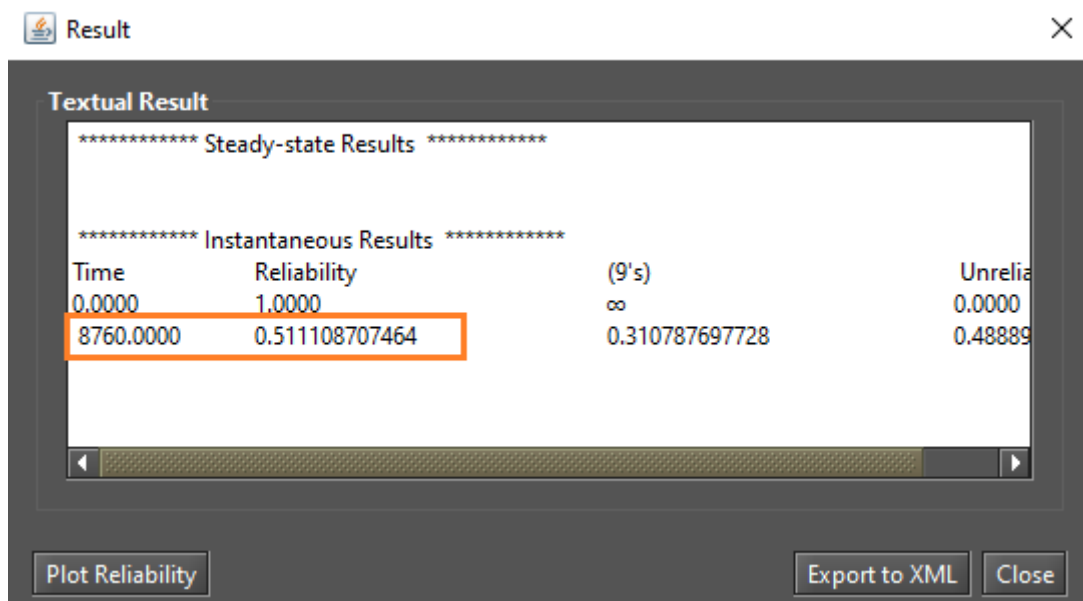 Result
Textual Result
************ Steady-state Results ************
************ Instantaneous Results ************
Time Reliability (9's) Unrelia
0.0000 1.0000 ∞ 0.0000
8760.0000 0.511108707464 0.310787697728 0.48889
Plot Reliability Export to XML Close